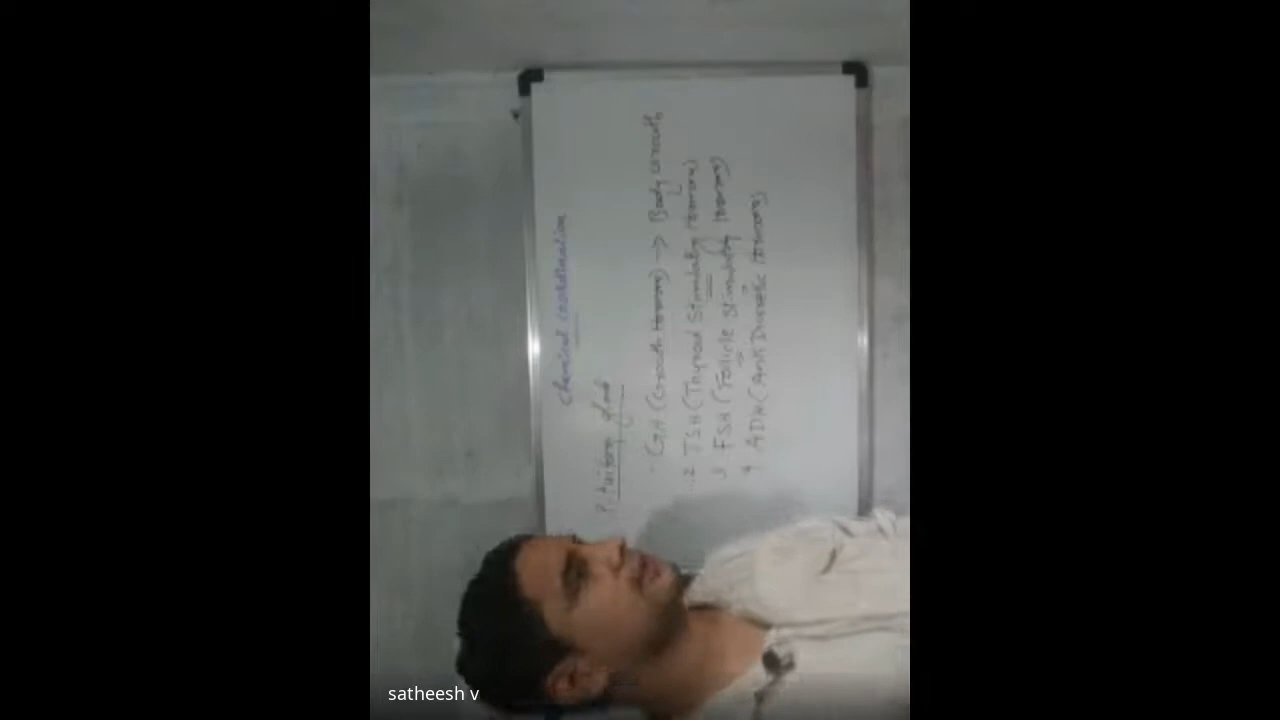 chemical coordination
Pituitary gland
GH (Growth Hormone) → Body Growth
2 TSH (Thyroid Stimulating Hormone)
3 FSH (Follicle Stimulating Hormone)
4 ADH (Anti Diuretic Hormone)
satheesh v